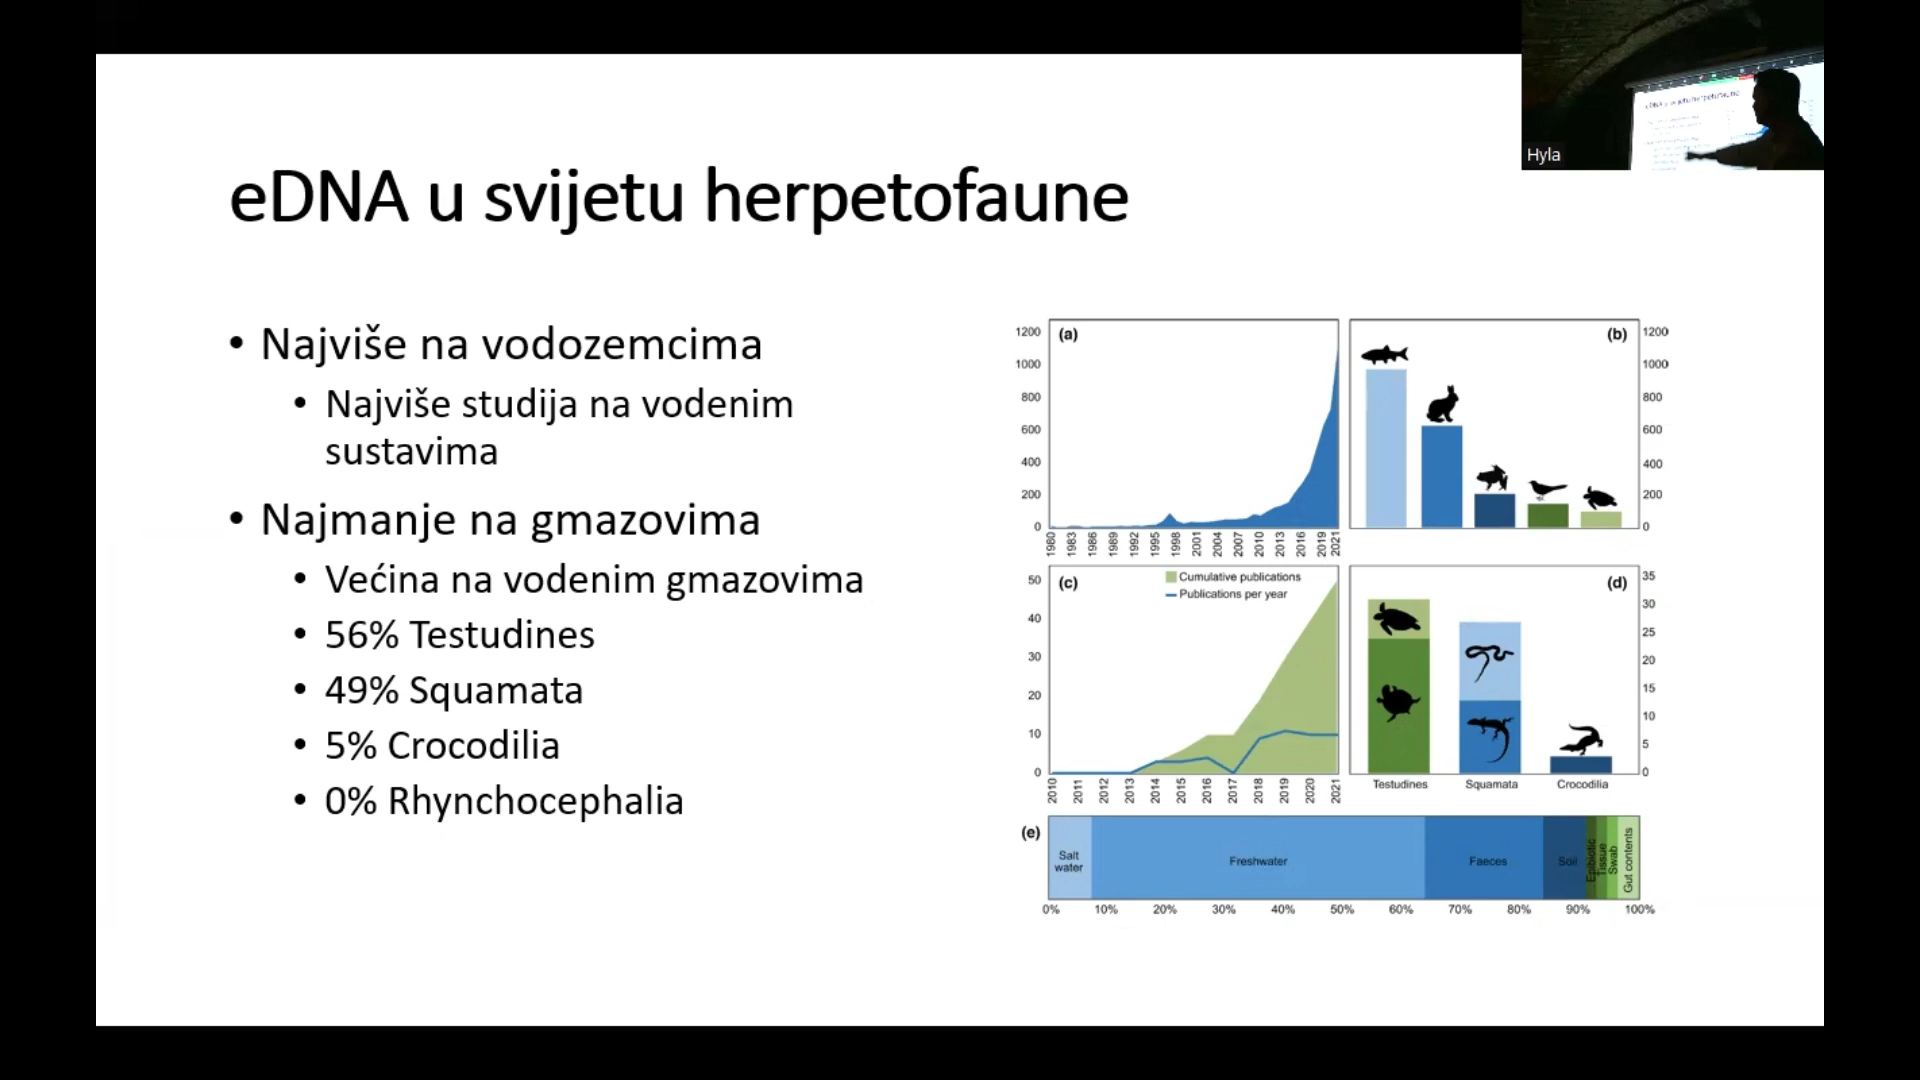 Hyla
eDNA u svijetu herpetofaune
• Najviše na vodozemcima
• Najviše studija na vodenim
sustavima
• Najmanje na gmazovima
• Većina na vodenim gmazovima
• 56% Testudines
• 49% Squamata
• 5% Crocodilia
• 0% Rhynchocephalia
(a)
1200
1000
800
600
400
200
0
1980 1983 1986 1989 1992 1995 1998 2001 2004 2007 2010 2013 2016 2019 2021
(b)
1200
1000
800
600
400
200
0
(c)
Cumulative publications
Publications per year
50
40
30
20
10
0
2010 2011 2012 2013 2014 2015 2016 2017 2018 2019 2020 2021
(d)
35
30
25
20
15
10
5
0
Testudines Squamata Crocodilia
(e)
Salt
water
Freshwater
Faeces
Soil
Epibiotic
Tissue
Swab
Gut contents
0% 10% 20% 30% 40% 50% 60% 70% 80% 90% 100%